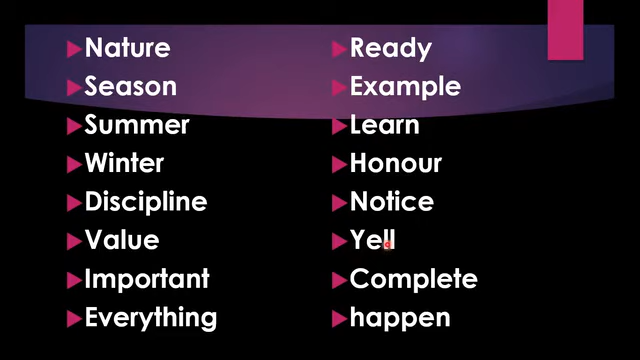 Nature
Season
Summer
Winter
Discipline
Value
Important
Everything
Ready
Example
Learn
Honour
Notice
Yell
Complete
happen